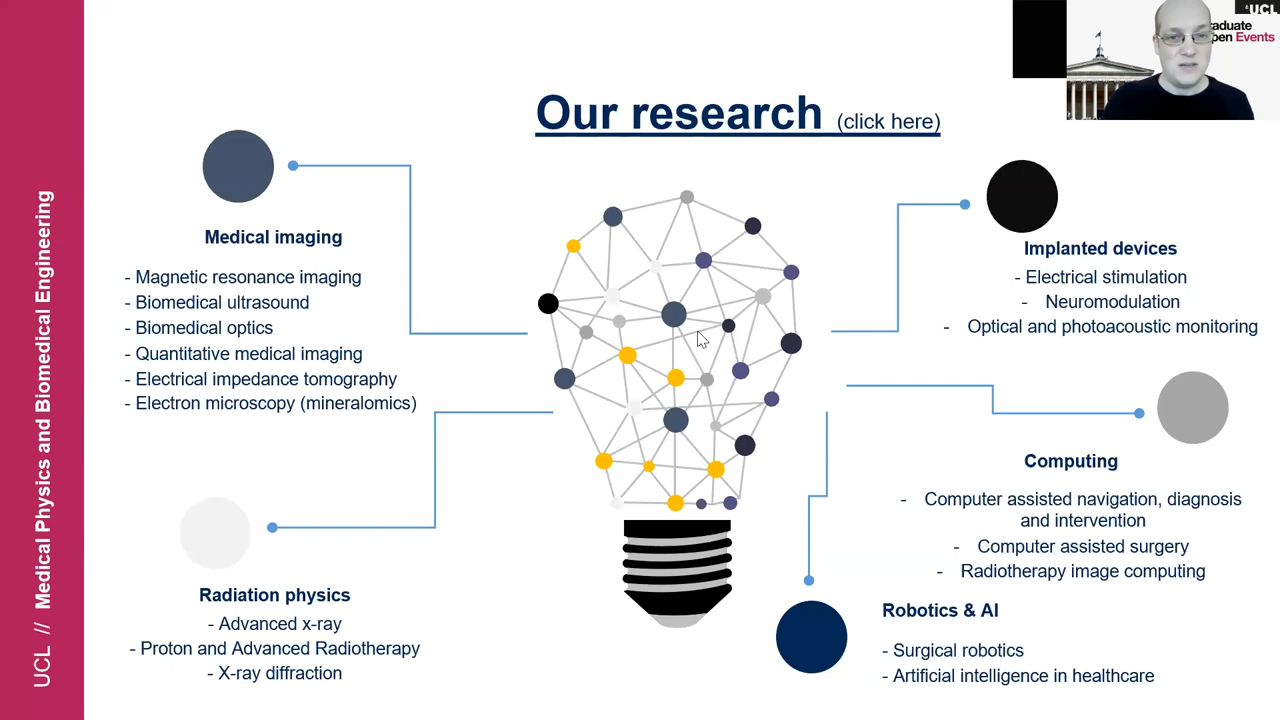 UCL // Medical Physics and Biomedical Engineering
UCL
raduate
pen Events
Our research (click here)
Medical imaging
- Magnetic resonance imaging
- Biomedical ultrasound
- Biomedical optics
- Quantitative medical imaging
- Electrical impedance tomography
- Electron microscopy (mineralomics)
Radiation physics
- Advanced x-ray
- Proton and Advanced Radiotherapy
- X-ray diffraction
Implanted devices
- Electrical stimulation
- Neuromodulation
- Optical and photoacoustic monitoring
Computing
- Computer assisted navigation, diagnosis
and intervention
- Computer assisted surgery
- Radiotherapy image computing
Robotics & AI
- Surgical robotics
- Artificial intelligence in healthcare